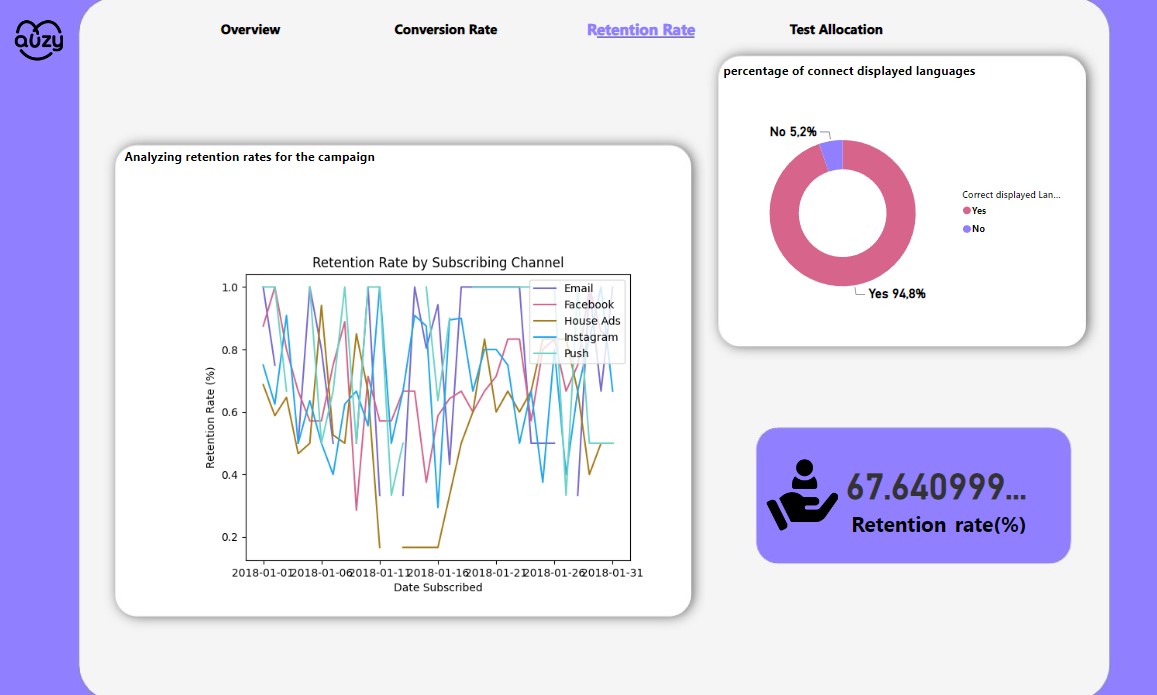 quzy
Overview
Conversion Rate
Retention Rate
Test Allocation
percentage of connect displayed languages
No 5,2%
Correct displayed Lan...
Yes
No
Yes 94,8%
Analyzing retention rates for the campaign
Retention Rate by Subscribing Channel
Email
Facebook
House Ads
Instagram
Push
1.0
0.8
0.6
0.4
0.2
Retention Rate (%)
2018-01-01 2018-01-06 2018-01-11 2018-01-16 2018-01-21 2018-01-26 2018-01-31
Date Subscribed
67.640999...
Retention rate(%)